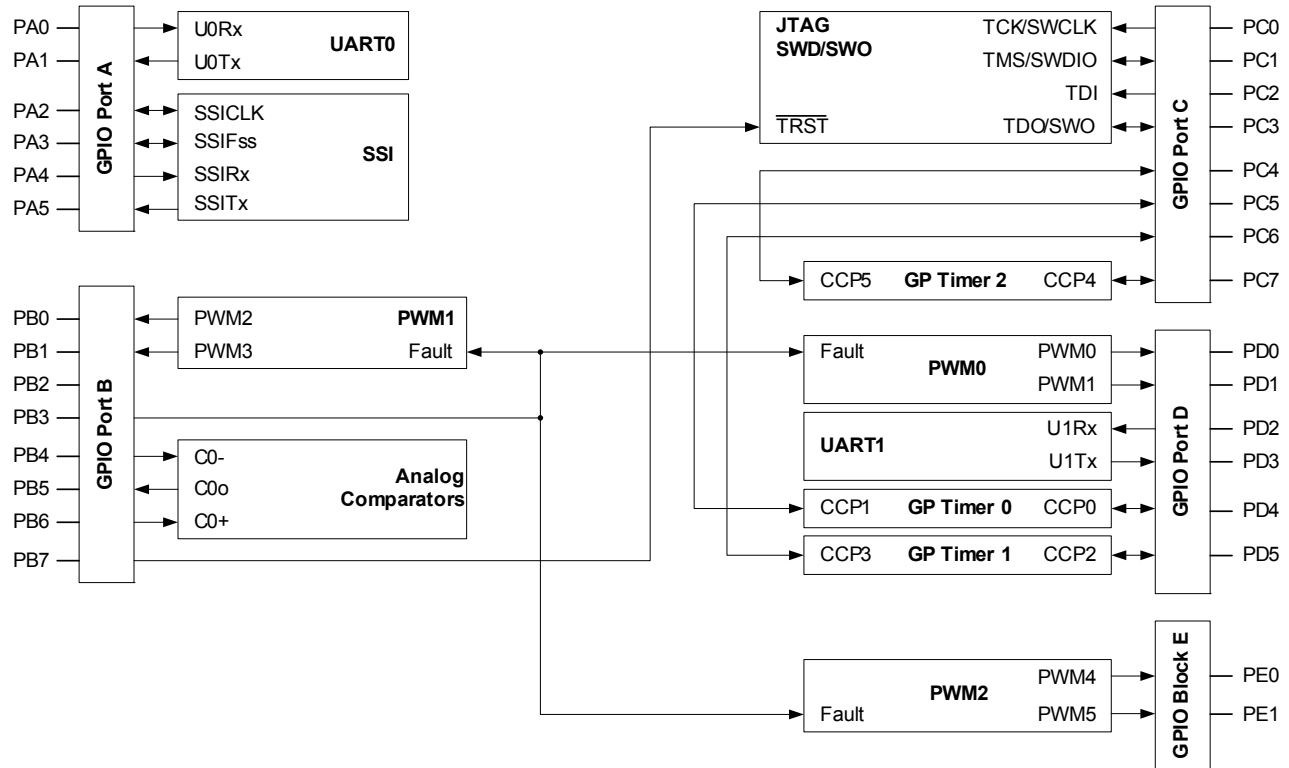 PA0
PA1
PA2
PA3
PA4
PA5
GPIO Port A
U0Rx
U0Tx
UART0
SSICLK
SSIFss
SSIRx
SSITx
SSI
JTAG
SWD/SWO
TRST
TCK/SWCLK
TMS/SWDIO
TDI
TDO/SWO
GPIO Port C
PC0
PC1
PC2
PC3
PC4
PC5
PC6
PC7
CCP5 GP Timer 2 CCP4
PB0
PB1
PB2
PB3
PB4
PB5
PB6
PB7
GPIO Port B
PWM2
PWM3
PWM1
Fault
C0-
C0o
C0+
Analog
Comparators
Fault
PWM0
PWM0
PWM1
UART1
U1Rx
U1Tx
CCP1 GP Timer 0 CCP0
CCP3 GP Timer 1 CCP2
GPIO Port D
PD0
PD1
PD2
PD3
PD4
PD5
PWM2
Fault
PWM4
PWM5
GPIO Block E
PE0
PE1